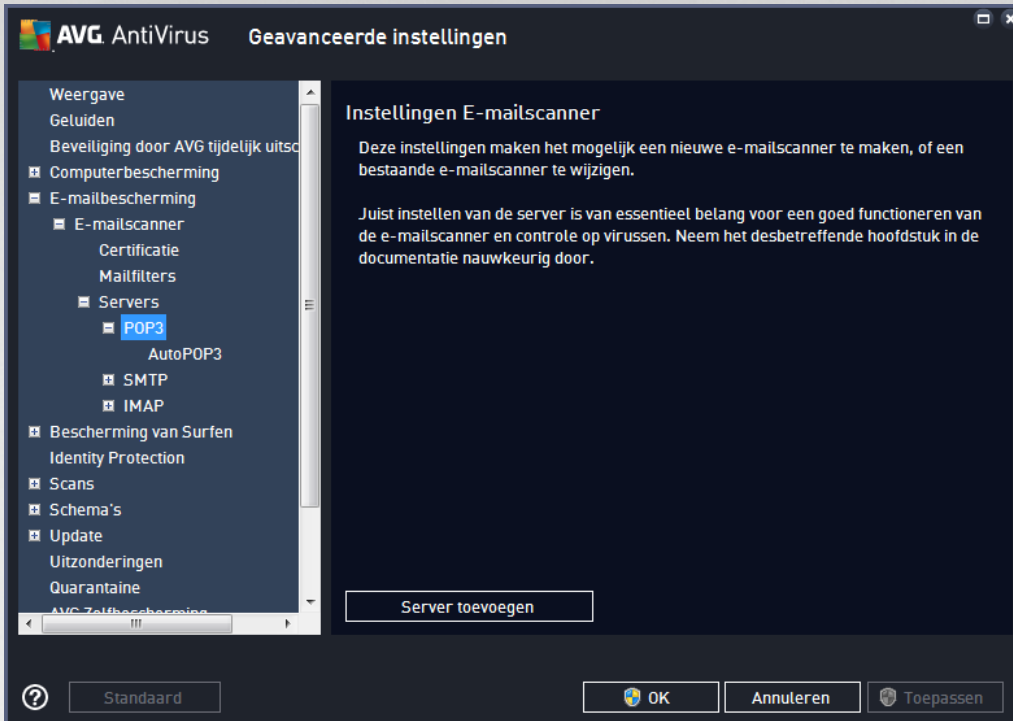 AVG AntiVirus Geavanceerde instellingen
Weergave
Geluiden
Beveiliging door AVG tijdelijk uitsc
Computerbescherming
E-mailbescherming
E-mailscanner
Certificatie
Mailfilters
Servers
POP3
AutoPOP3
SMTP
IMAP
Bescherming van Surfen
Identity Protection
Scans
Schema's
Update
Uitzonderingen
Quarantaine
AVG Zelfbescherming
Instellingen E-mailscanner
Deze instellingen maken het mogelijk een nieuwe e-mailscanner te maken, of een
bestaande e-mailscanner te wijzigen.
Juist instellen van de server is van essentieel belang voor een goed functioneren van
de e-mailscanner en controle op virussen. Neem het desbetreffende hoofdstuk in de
documentatie nauwkeurig door.
Server toevoegen
Standaard
OK
Annuleren
Toepassen